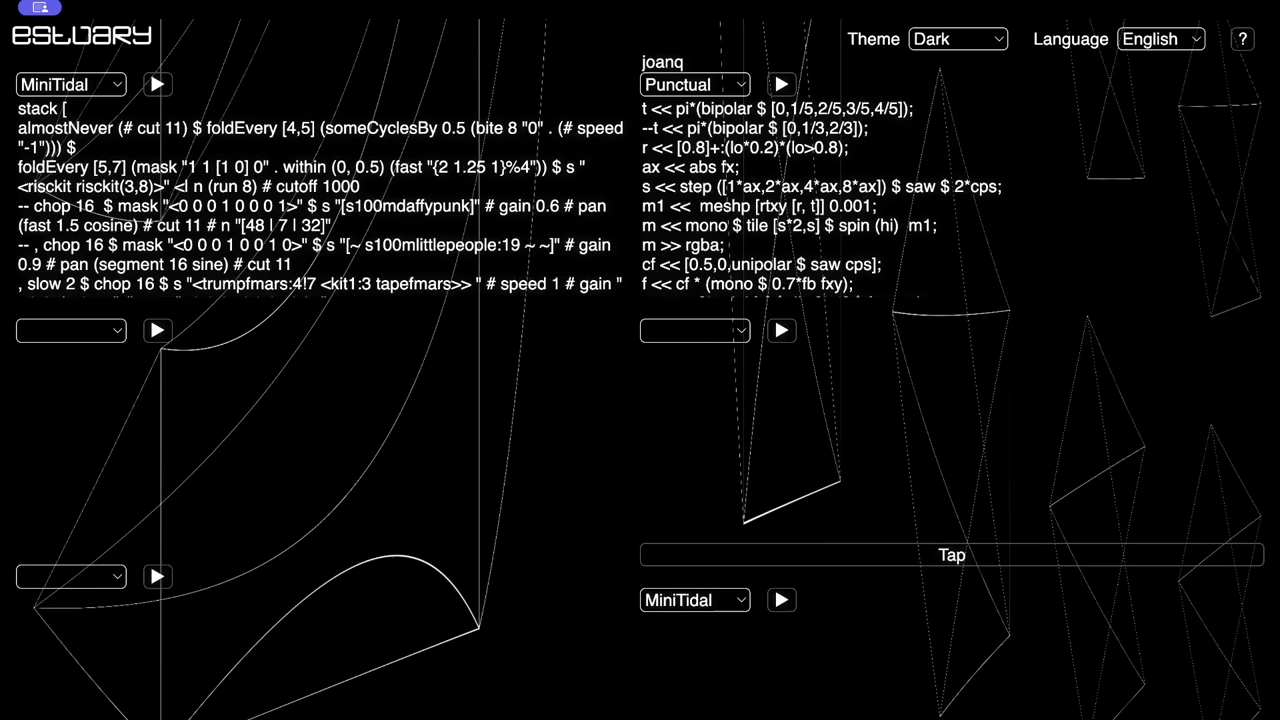 estuary
Theme Dark Language English ?
MiniTidal
stack [
almostNever (# cut 11) $ foldEvery [4,5] (someCyclesBy 0.5 (bite 8 "0" . (# speed
"-1"))) $
foldEvery [5,7] (mask "1 1 [1 0] 0" . within (0, 0.5) (fast "{2 1.25 1}%4")) $ s "
<risckit risckit(3,8)>" <| n (run 8) # cutoff 1000
-- chop 16  $ mask "<0 0 0 1 0 0 0 1>" $ s "[s100mdaffypunk]" # gain 0.6 # pan
(fast 1.5 cosine) # cut 11 # n "[48 | 7 | 32]"
-- , chop 16 $ mask "<0 0 0 1 0 0 1 0>" $ s "[~ s100mlittlepeople:19 ~ ~]" # gain
0.9 # pan (segment 16 sine) # cut 11
, slow 2 $ chop 16 $ s "<trumpfmars:4!7 <kit1:3 tapefmars>> " # speed 1 # gain "
joanq
Punctual
t << pi*(bipolar $ [0,1/5,2/5,3/5,4/5]);
--t << pi*(bipolar $ [0,1/3,2/3]);
r << [0.8]+:(lo*0.2)*(lo>0.8);
ax << abs fx;
s << step ([1*ax,2*ax,4*ax,8*ax]) $ saw $ 2*cps;
m1 <<  meshp [rtxy [r, t]] 0.001;
m << mono $ tile [s*2,s] $ spin (hi)  m1;
m >> rgba;
cf << [0.5,0,unipolar $ saw cps];
f << cf * (mono $ 0.7*fb fxy);
Tap
MiniTidal